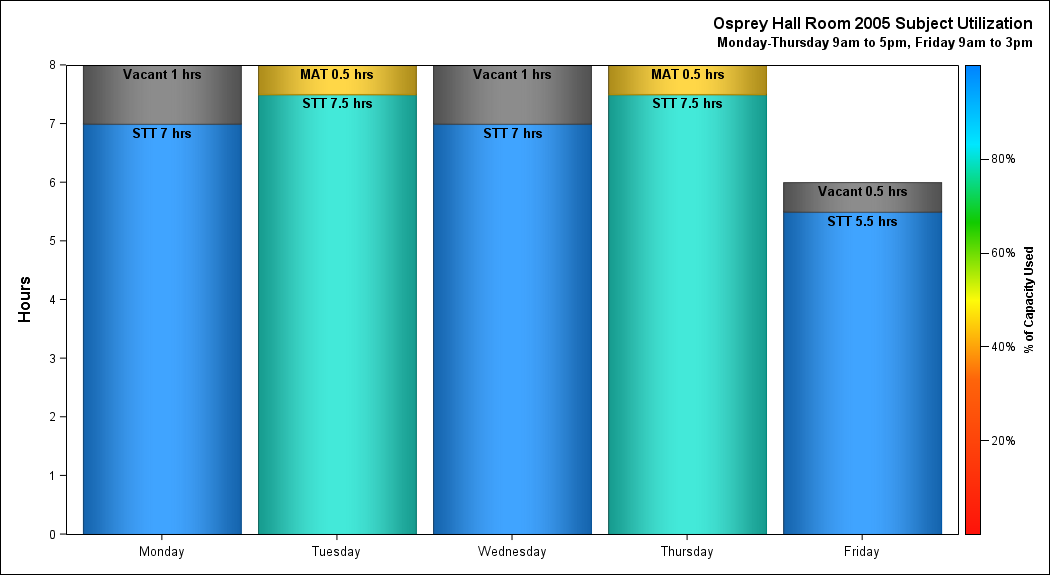 Osprey Hall Room 2005 Subject Utilization
Monday-Thursday 9am to 5pm, Friday 9am to 3pm
Hours
8
7
6
5
4
3
2
1
0
Vacant 1 hrs
STT 7 hrs
MAT 0.5 hrs
STT 7.5 hrs
Vacant 1 hrs
STT 7 hrs
MAT 0.5 hrs
STT 7.5 hrs
Vacant 0.5 hrs
STT 5.5 hrs
Monday
Tuesday
Wednesday
Thursday
Friday
80%
60%
40%
20%
% of Capacity Used